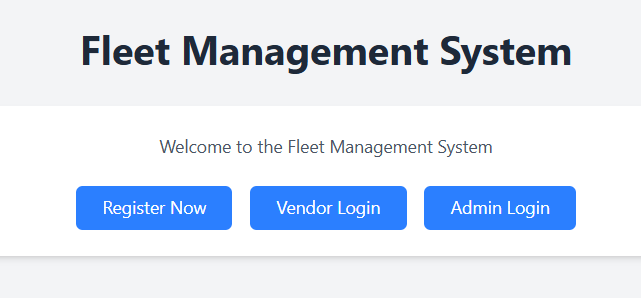 Fleet Management System
Welcome to the Fleet Management System
Register Now Vendor Login Admin Login